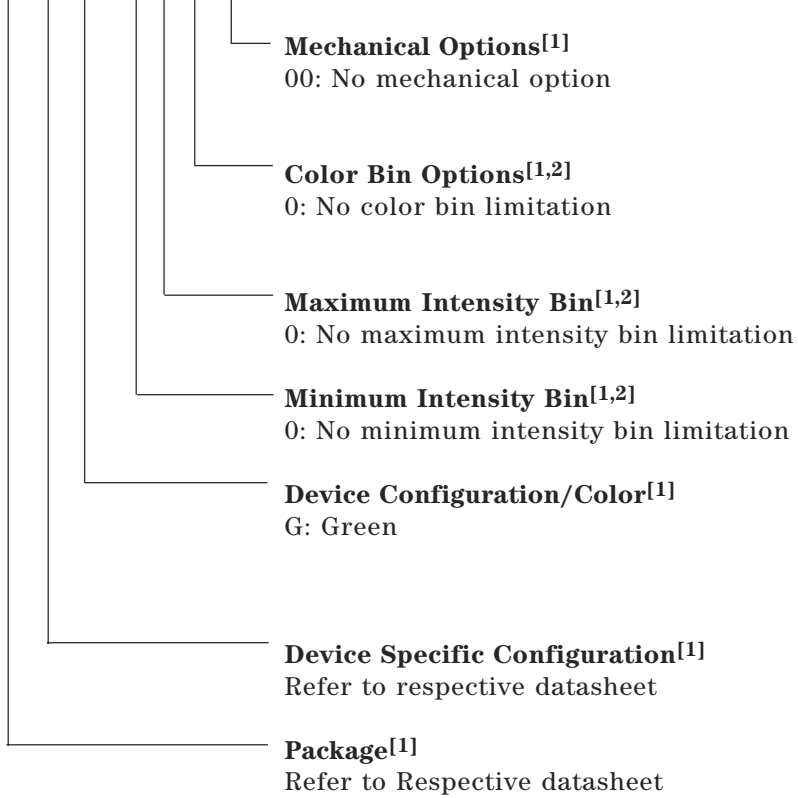 Mechanical Options[1]
00: No mechanical option
Color Bin Options[1,2]
0: No color bin limitation
Maximum Intensity Bin[1,2]
0: No maximum intensity bin limitation
Minimum Intensity Bin[1,2]
0: No minimum intensity bin limitation
Device Configuration/Color[1]
G: Green
Device Specific Configuration[1]
Refer to respective datasheet
Package[1]
Refer to Respective datasheet